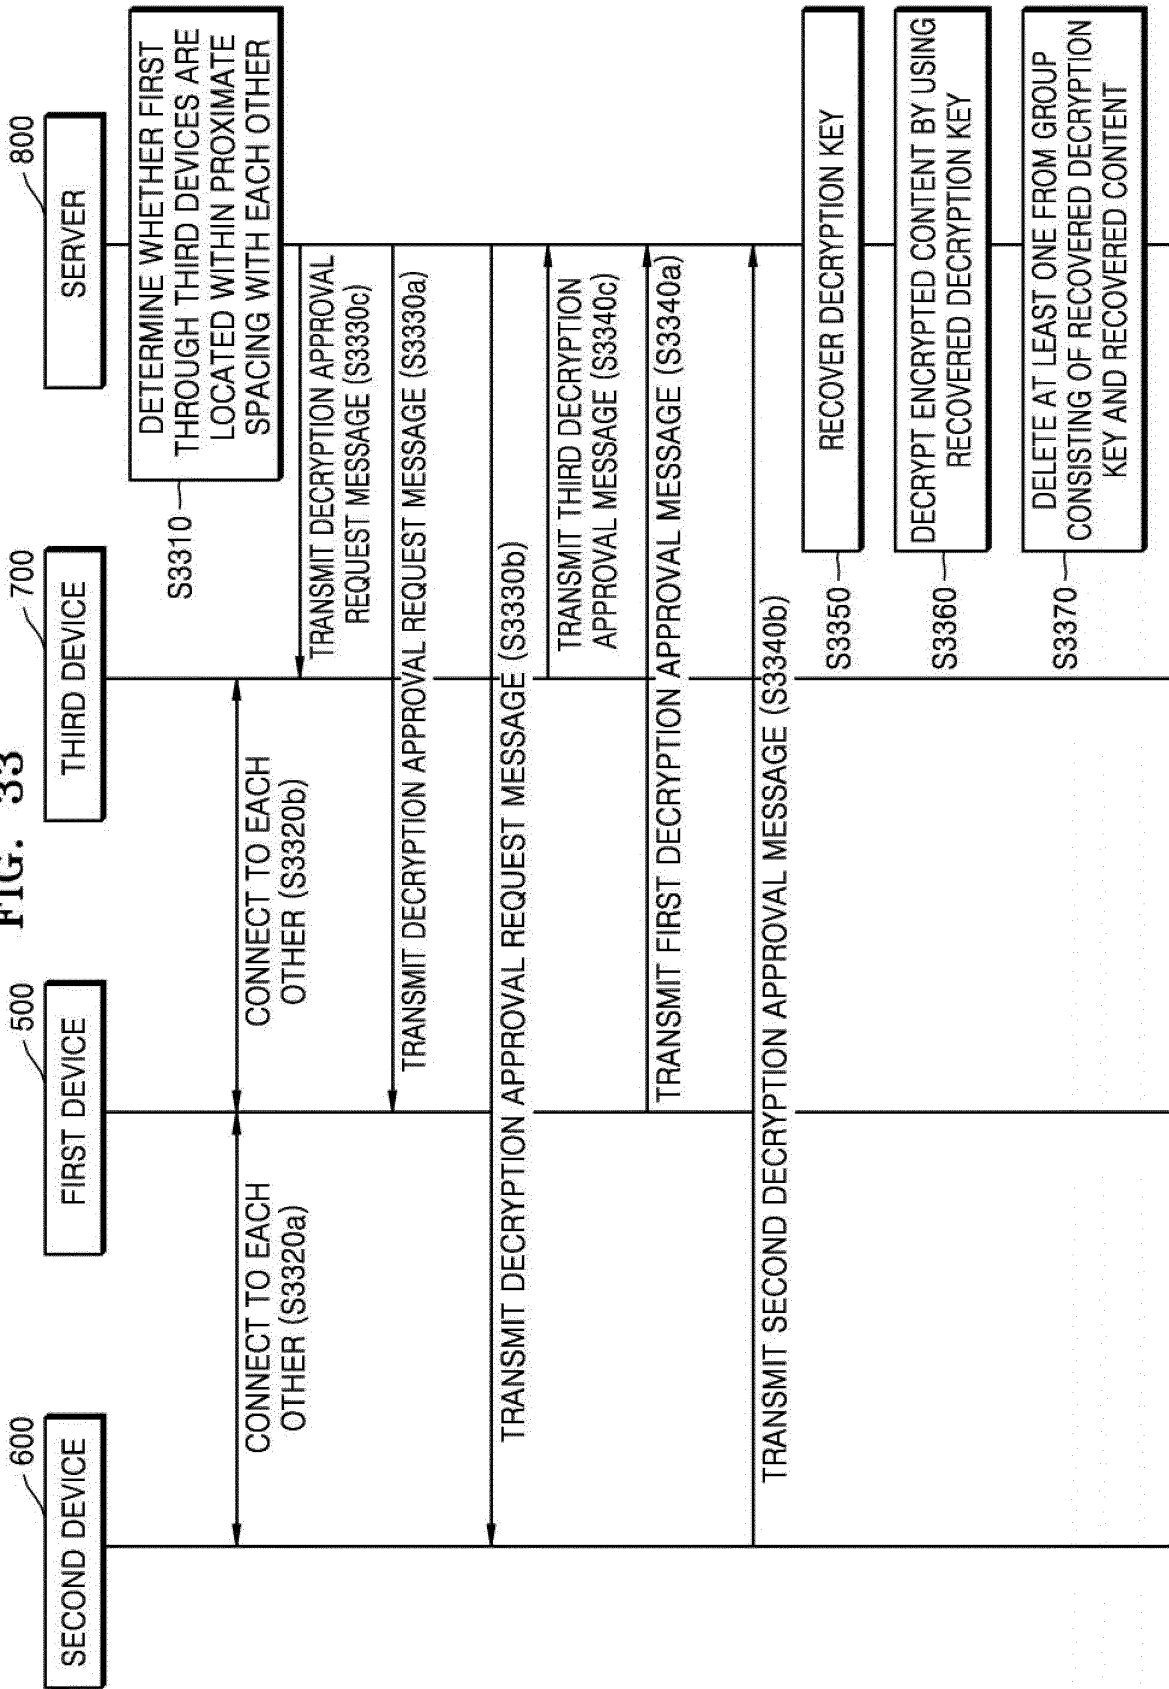 FIG. 33
600
500
700
800
SECOND DEVICE
FIRST DEVICE
THIRD DEVICE
SERVER
S3310
DETERMINE WHETHER FIRST
THROUGH THIRD DEVICES ARE
LOCATED WITHIN PROXIMATE
SPACING WITH EACH OTHER
CONNECT TO EACH
OTHER (S3320a)
CONNECT TO EACH
OTHER (S3320b)
TRANSMIT DECRYPTION APPROVAL
REQUEST MESSAGE (S3330c)
TRANSMIT DECRYPTION APPROVAL REQUEST MESSAGE (S3330a)
TRANSMIT DECRYPTION APPROVAL REQUEST MESSAGE (S3330b)
TRANSMIT THIRD DECRYPTION
APPROVAL MESSAGE (S3340c)
TRANSMIT FIRST DECRYPTION APPROVAL MESSAGE (S3340a)
TRANSMIT SECOND DECRYPTION APPROVAL MESSAGE (S3340b)
S3350
RECOVER DECRYPTION KEY
S3360
DECRYPT ENCRYPTED CONTENT BY USING
RECOVERED DECRYPTION KEY
S3370
DELETE AT LEAST ONE FROM GROUP
CONSISTING OF RECOVERED DECRYPTION
KEY AND RECOVERED CONTENT